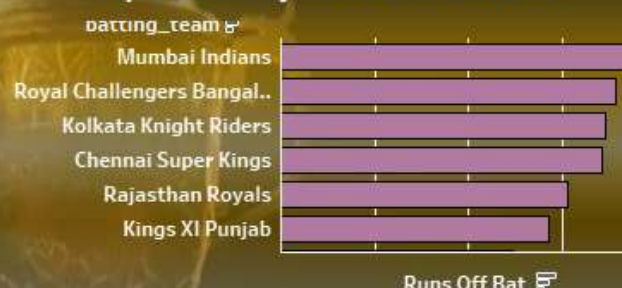 batting_team
Mumbai Indians
Royal Challengers Bangal..
Kolkata Knight Riders
Chennai Super Kings
Rajasthan Royals
Kings XI Punjab
Runs Off Bat